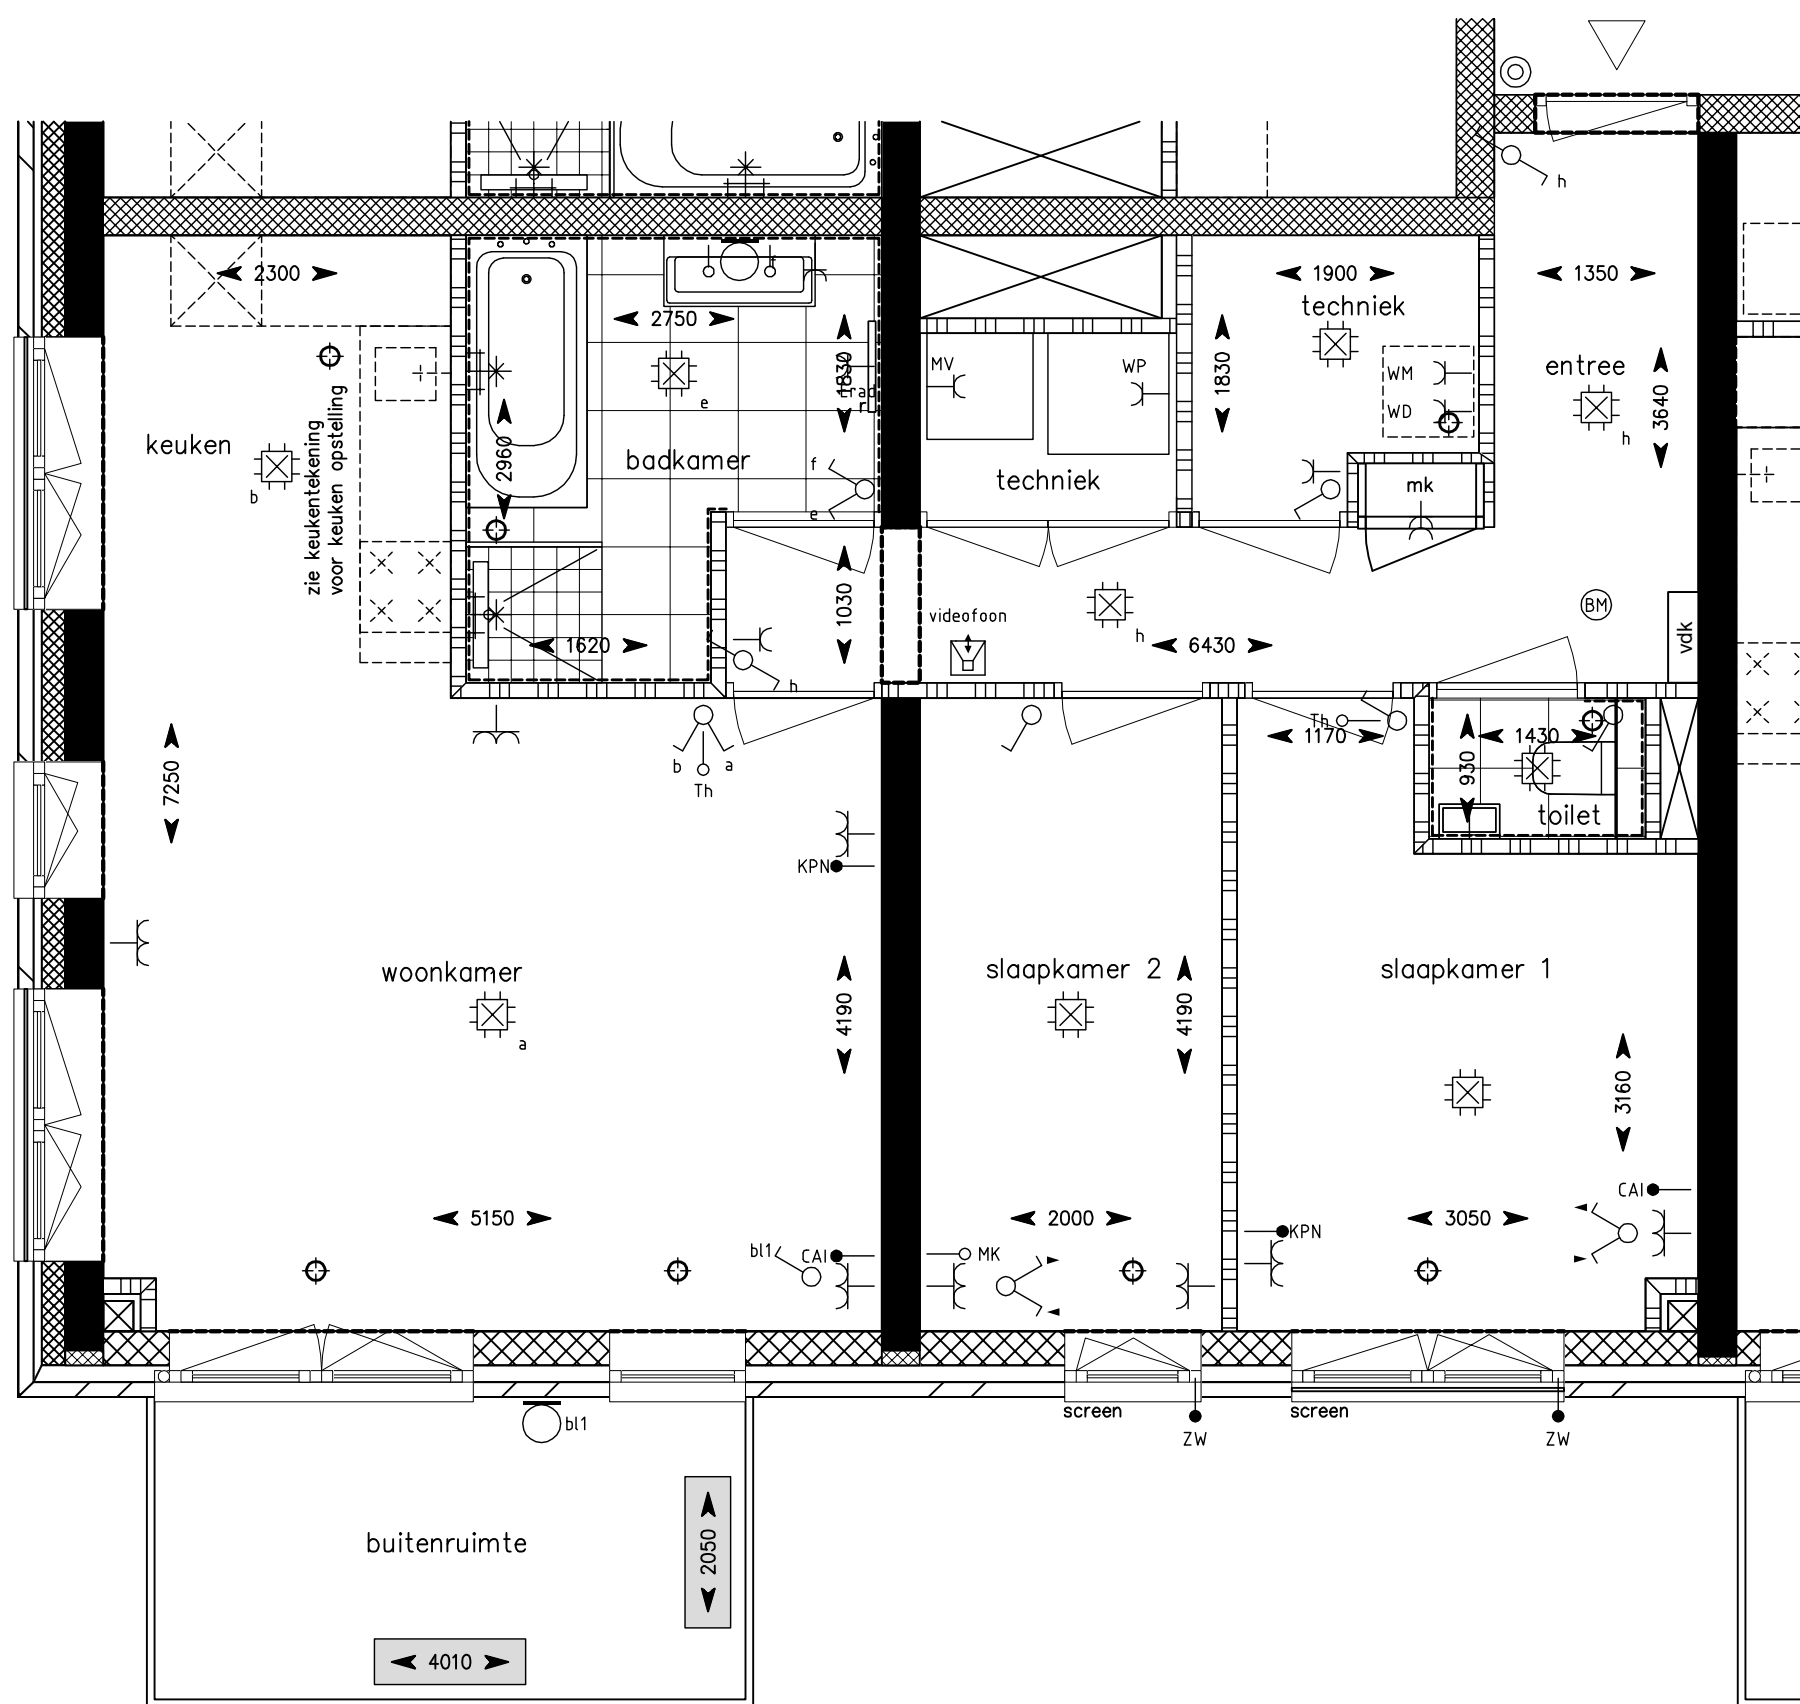 h
2300
1900
1350
techniek
f
2750
1830
1830
3640
entree
MV
WP
WM
WD
rad
r
e
h
keuken
b
zie keukentekening
voor keuken opstelling
2960
badkamer
f
e
techniek
mk
1030
videofoon
h
BM
vdk
1620
6430
h
Th
1170
1430
930
toilet
7250
b
a
Th
KPN
woonkamer
a
4190
slaapkamer 2
4190
slaapkamer 1
3160
CAI
5150
2000
3050
KPN
bl1
CAI
MK
screen
screen
bl1
ZW
ZW
buitenruimte
2050
4010